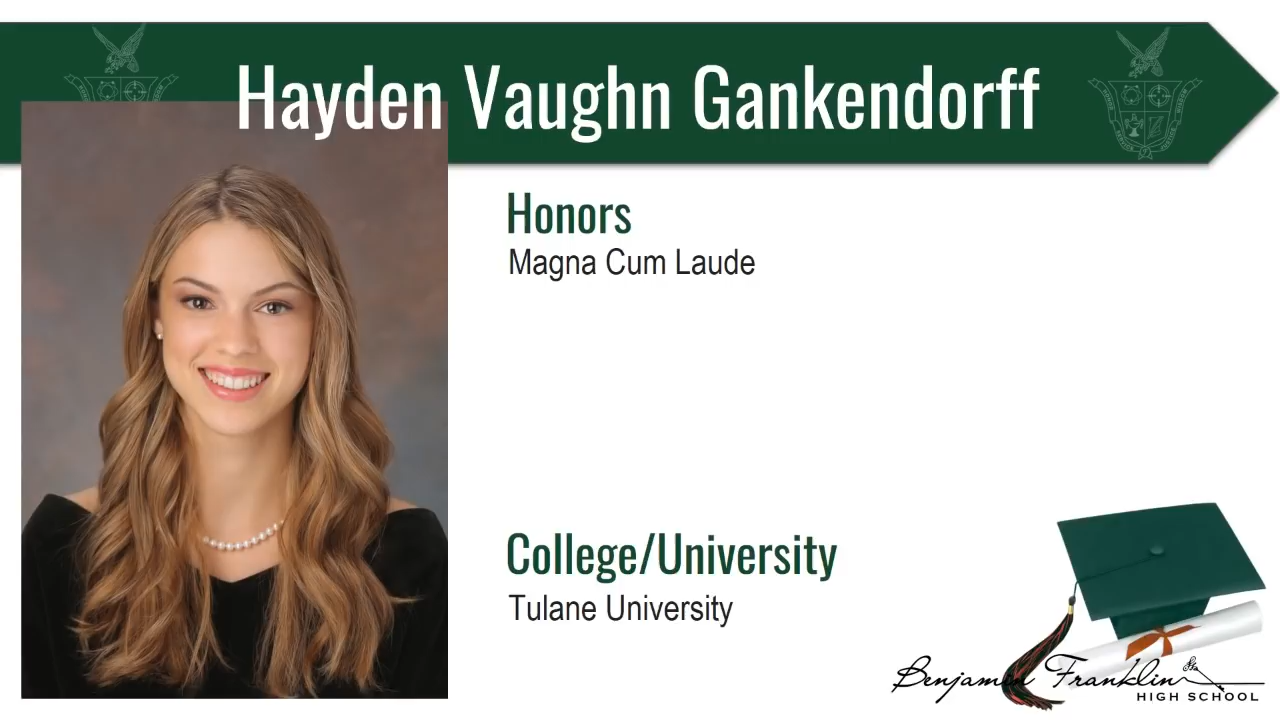 Hayden Vaughn Gankendorff
Honors
Magna Cum Laude
College/University
Tulane University
Benjamin Franklin
HIGH SCHOOL